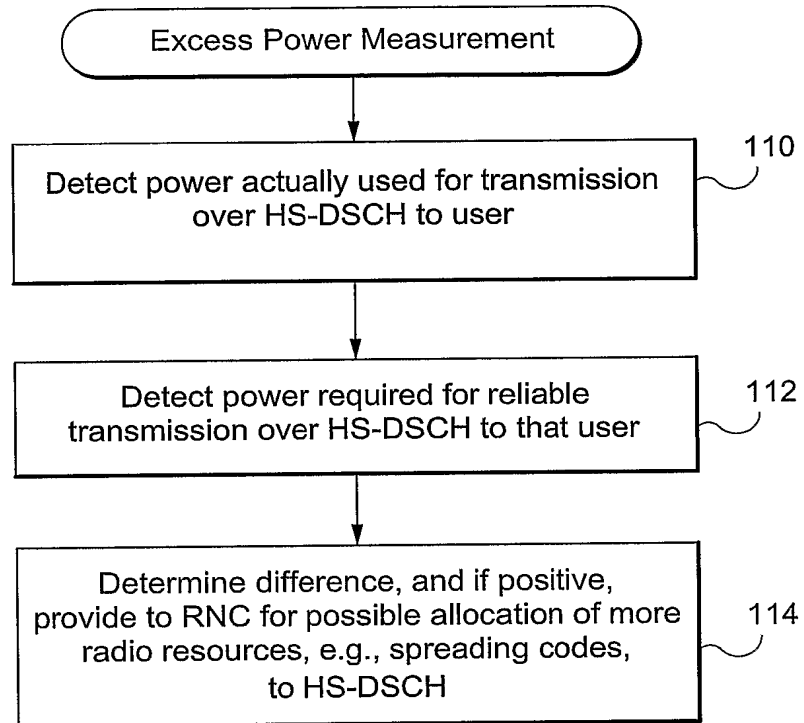 Excess Power Measurement
110
Detect power actually used for transmission
over HS-DSCH to user
112
Detect power required for reliable
transmission over HS-DSCH to that user
Determine difference, and if positive,
provide to RNC for possible allocation of more
radio resources, e.g., spreading codes,
to HS-DSCH
114